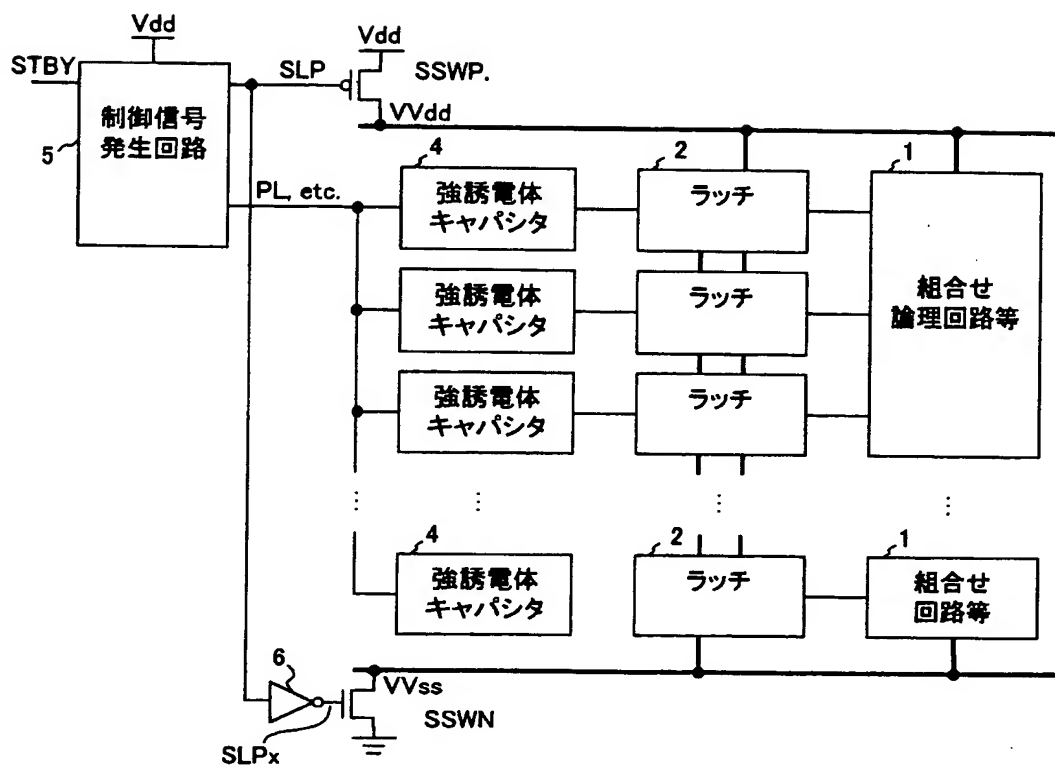 Vdd
STBY
制御信号
発生回路
5
SLP
Vdd
SSWP.
VVdd
PL, etc.
4
強誘電体
キャパシタ
2
ラッチ
1
組合せ
論理回路等
強誘電体
キャパシタ
ラッチ
強誘電体
キャパシタ
ラッチ
4
強誘電体
キャパシタ
2
ラッチ
1
組合せ
回路等
6
VVss
SSWN
SLPx